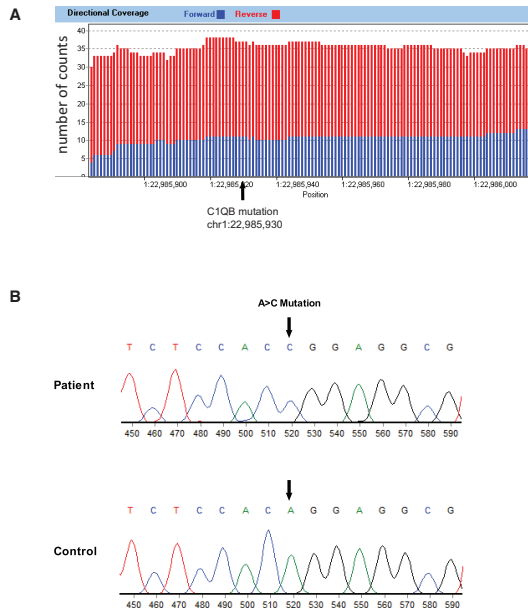 A
Directional Coverage Forward Reverse
number of counts
40
35
30
25
20
15
10
5
0
1:22,985,900 1:22,985,920 1:22,985,940 1:22,985,960 1:22,985,980 1:22,986,000
Position
C1QB mutation
chr1:22,985,930
B
A>C Mutation
T C T C C A C C G G A G G C G
Patient
450 460 470 480 490 500 510 520 530 540 550 560 570 580 590
T C T C C A C A G G A G G C G
Control
450 460 470 480 490 500 510 520 530 540 550 560 570 580 590